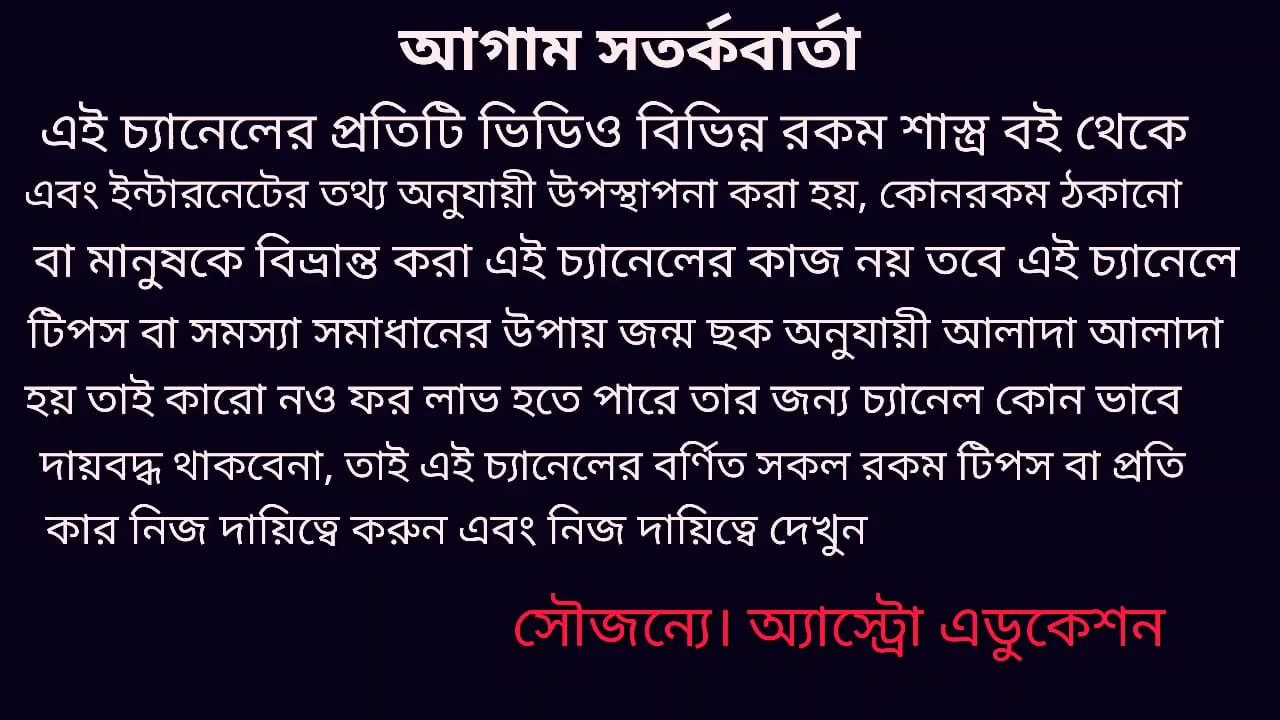 আগাম সতর্কবার্তা
এই চ্যানেলের প্রতিটি ভিডিও বিভিন্ন রকম শাস্ত্র বই থেকে
এবং ইন্টারনেটের তথ্য অনুযায়ী উপস্থাপনা করা হয়, কোনরকম ঠকানো
বা মানুষকে বিভ্রান্ত করা এই চ্যানেলের কাজ নয় তবে এই চ্যানেলে
টিপস বা সমস্যা সমাধানের উপায় জন্ম ছক অনুযায়ী আলাদা আলাদা
হয় তাই কারো নও ফর লাভ হতে পারে তার জন্য চ্যানেল কোন ভাবে
দায়বদ্ধ থাকবেনা, তাই এই চ্যানেলের বর্ণিত সকল রকম টিপস বা প্রতি
কার নিজ দায়িত্বে করুন এবং নিজ দায়িত্বে দেখুন
সৌজন্যে। অ্যাস্ট্রো এডুকেশন